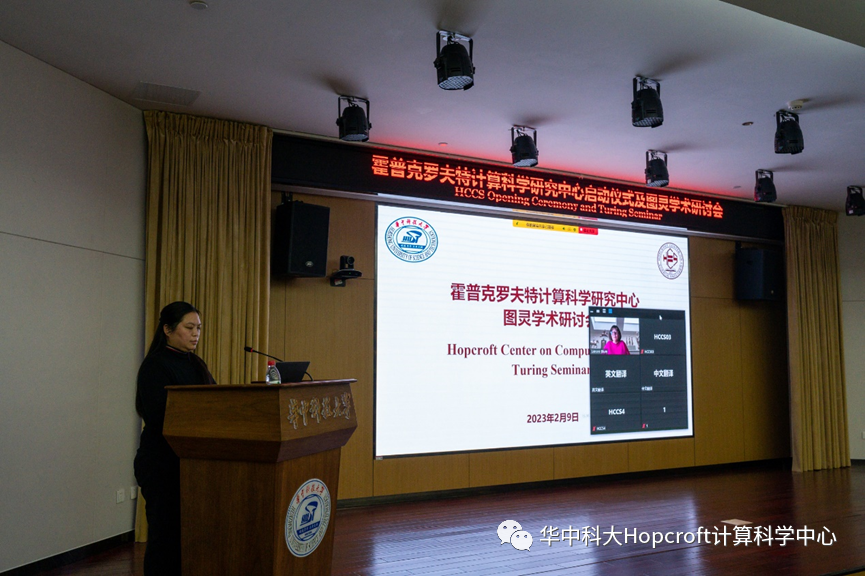 霍普克罗夫特计算科学研究中心启动仪式及图灵学术研讨会
HCCS Opening Ceremony and Turing Seminar
霍普克罗夫特计算科学研究中心
图灵学术研讨会
Hopcroft Center on Compu
Turing Seminar
2023年2月9日
HCCS03
英文翻译
中文翻译
HCCS4
1
华中科技大学
华中科大Hopcroft计算科学中心